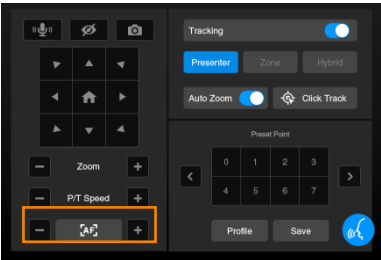 Tracking
Presenter Zone Hybrid
Auto Zoom Click Track
Zoom
P/T Speed
[AF]
Preset Point
0 1 2 3
4 5 6 7
Profile Save